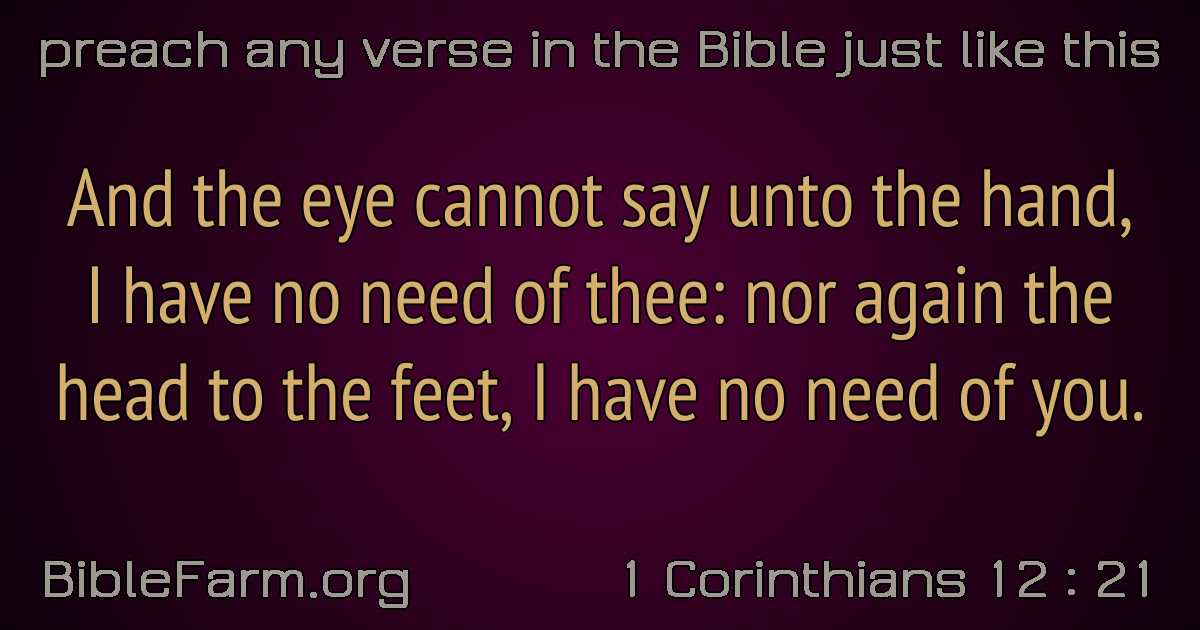 preach any verse in the Bible just like this
And the eye cannot say unto the hand,
I have no need of thee: nor again the
head to the feet, I have no need of you.
BibleFarm.org
1 Corinthians 12 : 21